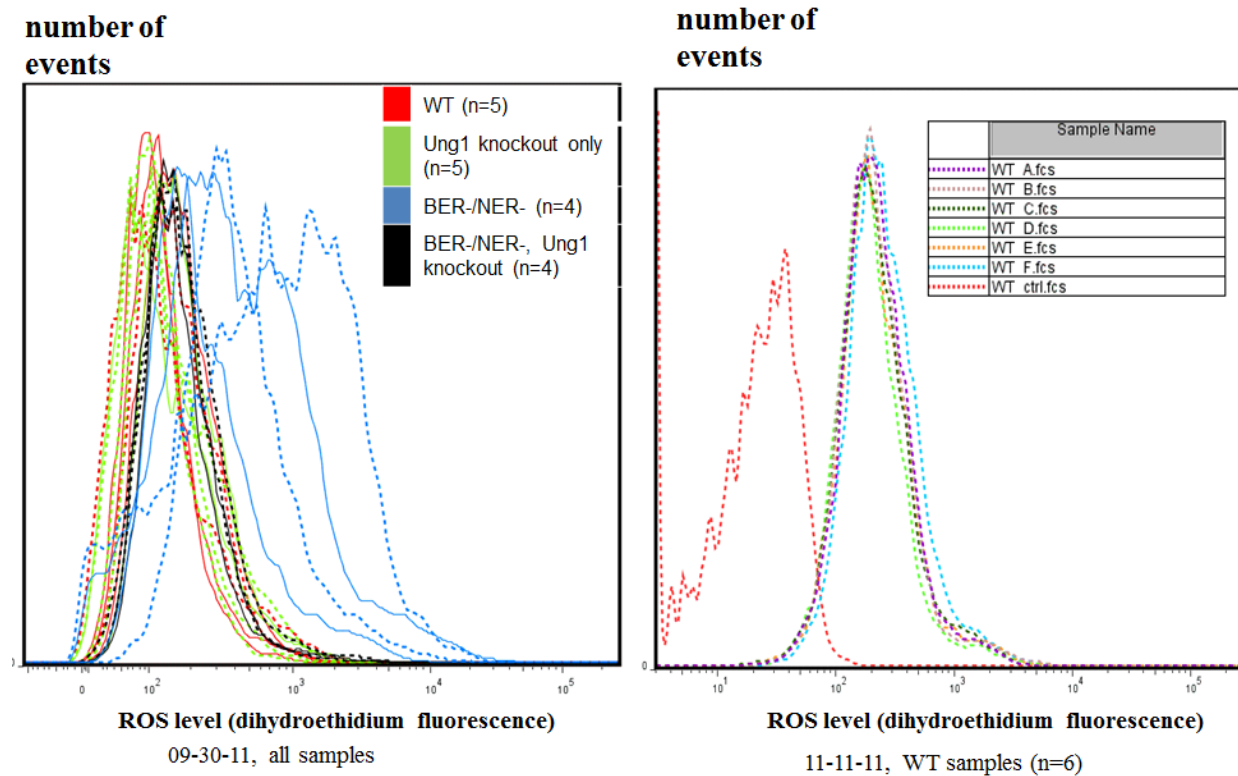 number of
events
WT (n=5)
Ung1 knockout only
(n=5)
BER-/NER- (n=4)
BER-/NER-, Ung1
knockout (n=4)
0
10²
10³
10⁴
10⁵
ROS level (dihydroethidium fluorescence)
09-30-11, all samples
number of
events
Sample Name
WT A.fcs
WT B.fcs
WT C.fcs
WT D.fcs
WT E.fcs
WT F.fcs
WT ctrl.fcs
0
10¹
10²
10³
10⁴
10⁵
ROS level (dihydroethidium fluorescence)
11-11-11, WT samples (n=6)